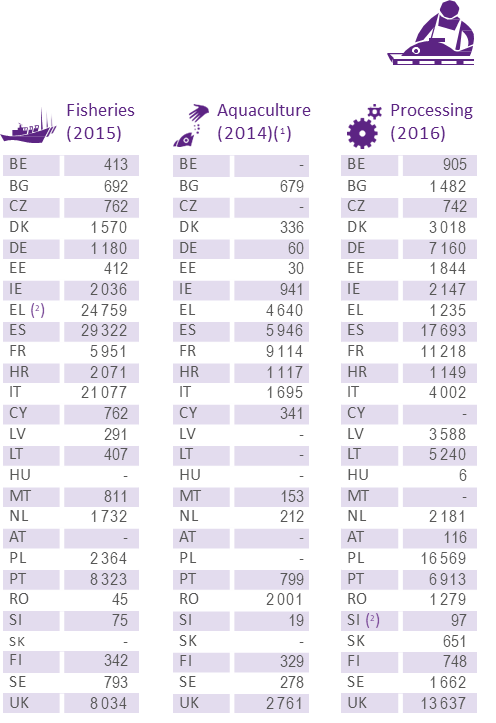 Fisheries Aquaculture Processing
(2015) (2014)(¹) (2016)
BE 413 BE - BE 905
BG 692 BG 679 BG 1 482
CZ 762 CZ - CZ 742
DK 1 570 DK 336 DK 3 018
DE 1 180 DE 60 DE 7 160
EE 412 EE 30 EE 1 844
IE 2 036 IE 941 IE 2 147
EL (²) 24 759 EL 4 640 EL 1 235
ES 29 322 ES 5 946 ES 17 693
FR 5 951 FR 9 114 FR 11 218
HR 2 071 HR 1 117 HR 1 149
IT 21 077 IT 1 695 IT 4 002
CY 762 CY 341 CY -
LV 291 LV - LV 3 588
LT 407 LT - LT 5 240
HU - HU - HU 6
MT 811 MT 153 MT -
NL 1 732 NL 212 NL 2 181
AT - AT - AT 116
PL 2 364 PL - PL 16 569
PT 8 323 PT 799 PT 6 913
RO 45 RO 2 001 RO 1 279
SI 75 SI 19 SI (²) 97
SK - SK - SK 651
FI 342 FI 329 FI 748
SE 793 SE 278 SE 1 662
UK 8 034 UK 2 761 UK 13 637